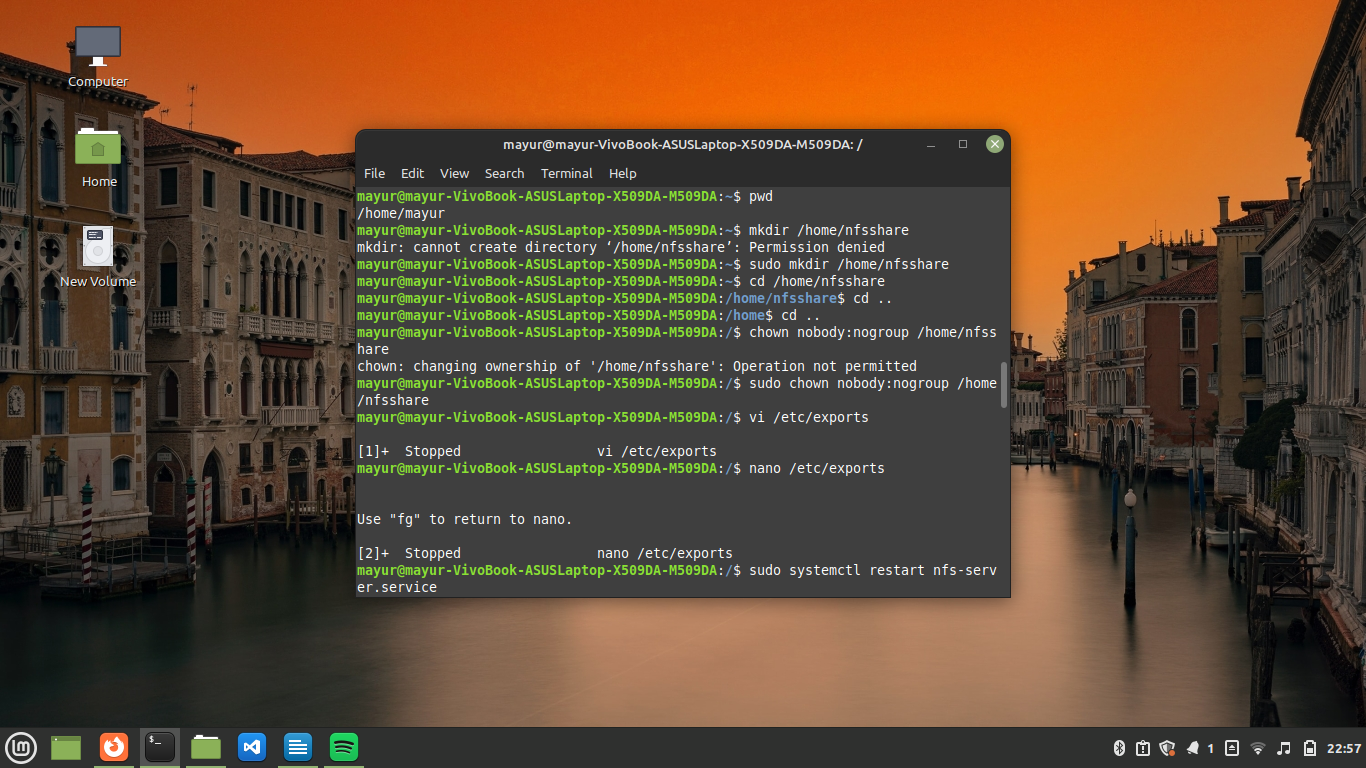 Computer
Home
New Volume
mayur@mayur-VivoBook-ASUSLaptop-X509DA-M509DA: /
File Edit View Search Terminal Help
mayur@mayur-VivoBook-ASUSLaptop-X509DA-M509DA:~$ pwd
/home/mayur
mayur@mayur-VivoBook-ASUSLaptop-X509DA-M509DA:~$ mkdir /home/nfsshare
mkdir: cannot create directory ‘/home/nfsshare’: Permission denied
mayur@mayur-VivoBook-ASUSLaptop-X509DA-M509DA:~$ sudo mkdir /home/nfsshare
mayur@mayur-VivoBook-ASUSLaptop-X509DA-M509DA:~$ cd /home/nfsshare
mayur@mayur-VivoBook-ASUSLaptop-X509DA-M509DA:/home/nfsshare$ cd ..
mayur@mayur-VivoBook-ASUSLaptop-X509DA-M509DA:/home$ cd ..
mayur@mayur-VivoBook-ASUSLaptop-X509DA-M509DA:/$ chown nobody:nogroup /home/nfss
hare
chown: changing ownership of '/home/nfsshare': Operation not permitted
mayur@mayur-VivoBook-ASUSLaptop-X509DA-M509DA:/$ sudo chown nobody:nogroup /home
/nfsshare
mayur@mayur-VivoBook-ASUSLaptop-X509DA-M509DA:/$ vi /etc/exports
[1]+  Stopped                 vi /etc/exports
mayur@mayur-VivoBook-ASUSLaptop-X509DA-M509DA:/$ nano /etc/exports
Use "fg" to return to nano.
[2]+  Stopped                 nano /etc/exports
mayur@mayur-VivoBook-ASUSLaptop-X509DA-M509DA:/$ sudo systemctl restart nfs-serv
er.service
1
22:57